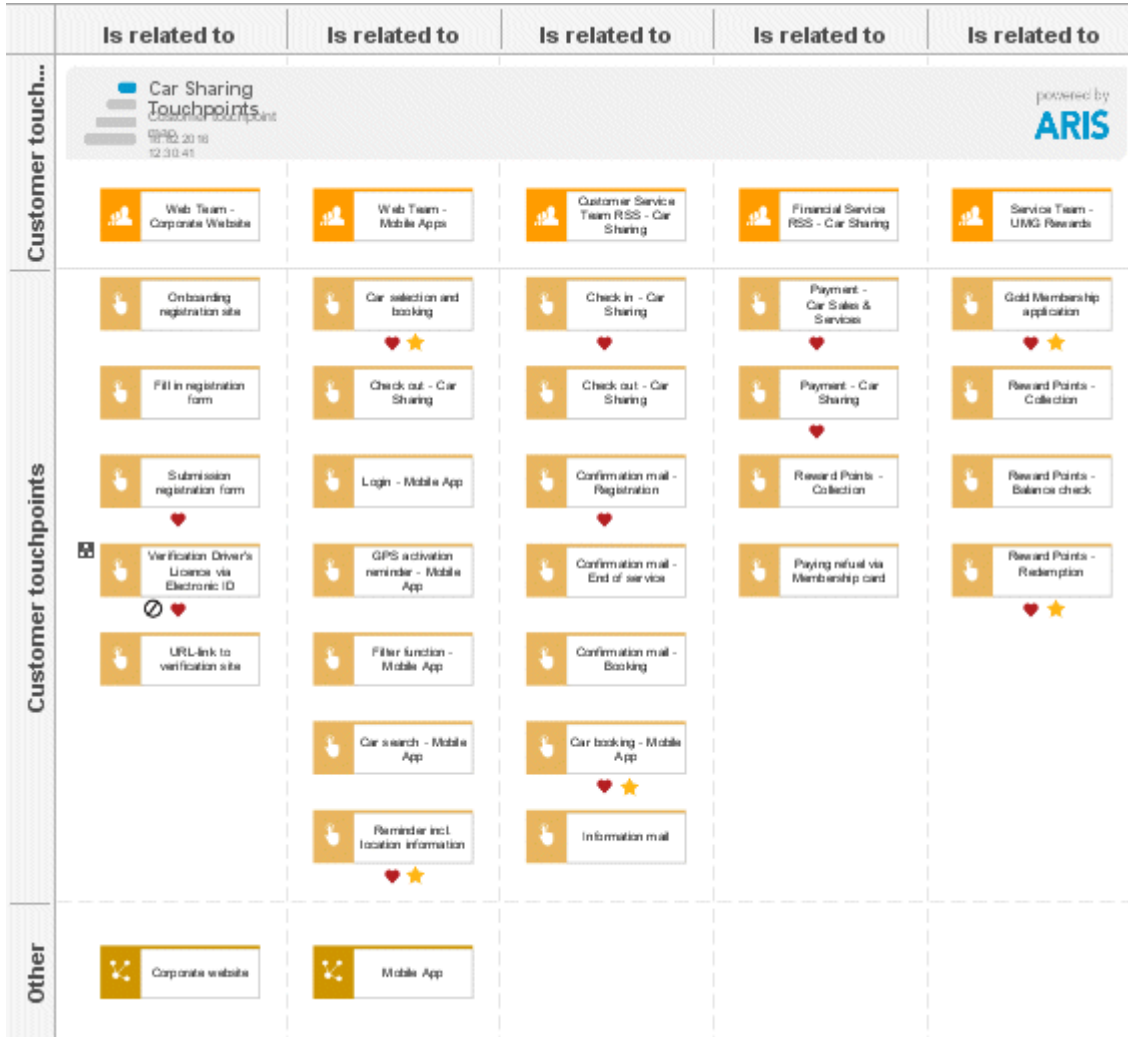 Is related to
Is related to
Is related to
Is related to
Is related to
Customer touch...
Car Sharing
Touchpoints
Customer touchpoint
map
12:30:41
powered by
ARIS
Web Team -
Corporate Website
Web Team -
Mobile Apps
Customer Service
Team RSS - Car
Sharing
Financial Service
RSS - Car Sharing
Service Team -
UMG Rewards
Customer touchpoints
Onboarding
registration site
Car selection and
booking
Check in - Car
Sharing
Payment -
Car Sales &
Services
Gold Membership
application
Fill in registration
form
Check out - Car
Sharing
Check out - Car
Sharing
Payment - Car
Sharing
Reward Points -
Collection
Submission
registration form
Login - Mobile App
Confirmation mail -
Registration
Reward Points -
Collection
Reward Points -
Balance check
Verification Driver's
Licence via
Electronic ID
GPS activation
reminder - Mobile
App
Confirmation mail -
End of service
Paying refuel via
Membership card
Reward Points -
Redemption
URL-link to
verification site
Filter function -
Mobile App
Confirmation mail -
Booking
Car search - Mobile
App
Car booking - Mobile
App
Reminder incl.
location information
Information mail
Other
Corporate website
Mobile App